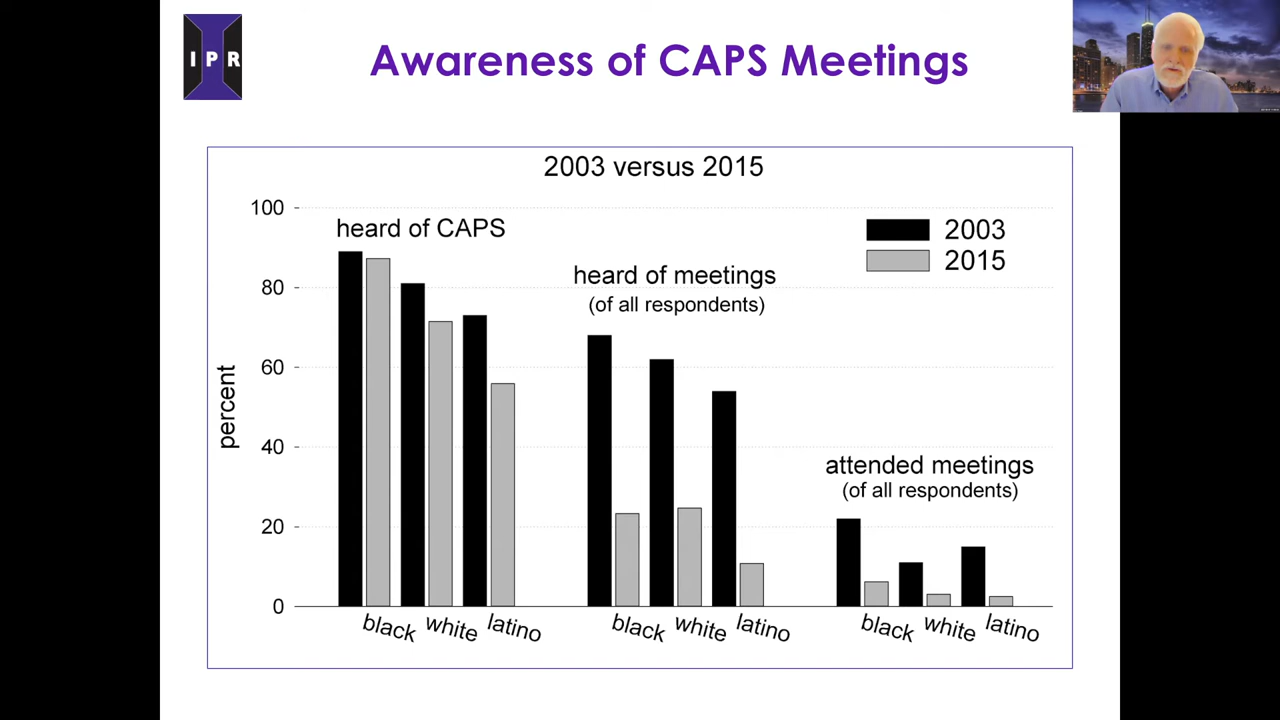 IPR
Awareness of CAPS Meetings
2003 versus 2015
100
80
60
40
20
0
percent
heard of CAPS
heard of meetings
(of all respondents)
attended meetings
(of all respondents)
2003
2015
black white latino
black white latino
black white latino